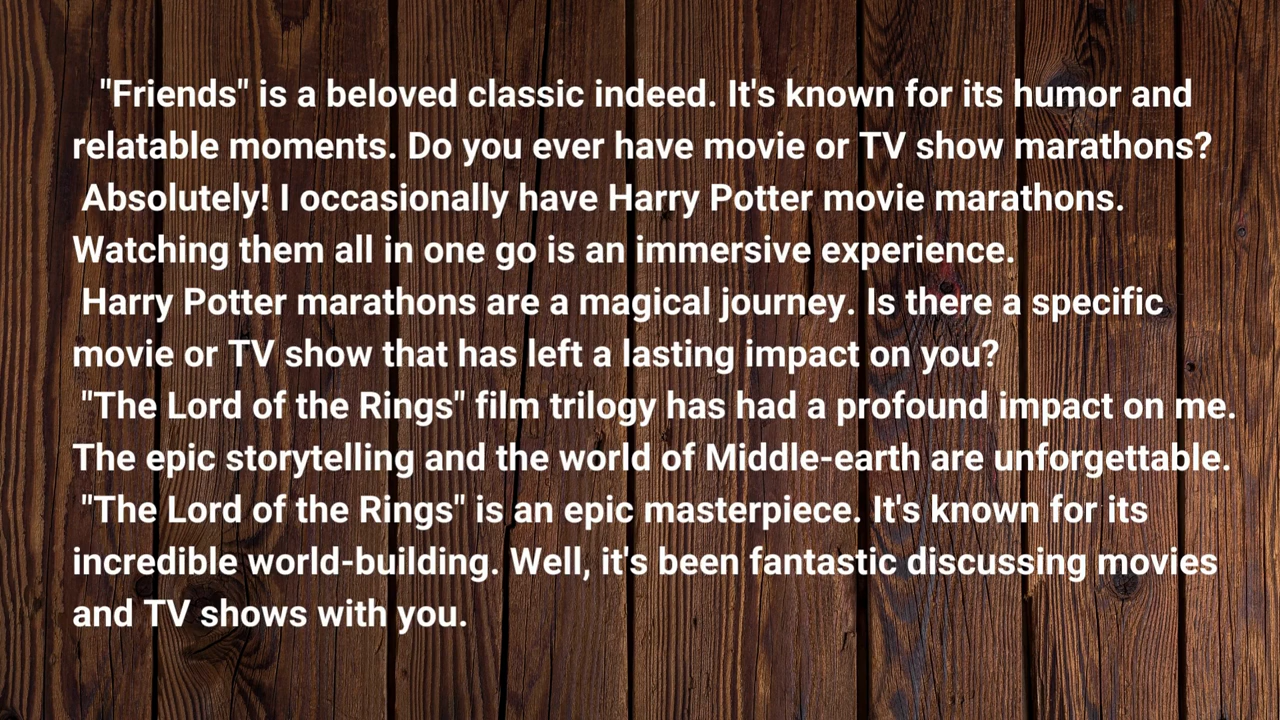 "Friends" is a beloved classic indeed. It's known for its humor and
relatable moments. Do you ever have movie or TV show marathons?
Absolutely! I occasionally have Harry Potter movie marathons.
Watching them all in one go is an immersive experience.
Harry Potter marathons are a magical journey. Is there a specific
movie or TV show that has left a lasting impact on you?
"The Lord of the Rings" film trilogy has had a profound impact on me.
The epic storytelling and the world of Middle-earth are unforgettable.
"The Lord of the Rings" is an epic masterpiece. It's known for its
incredible world-building. Well, it's been fantastic discussing movies
and TV shows with you.